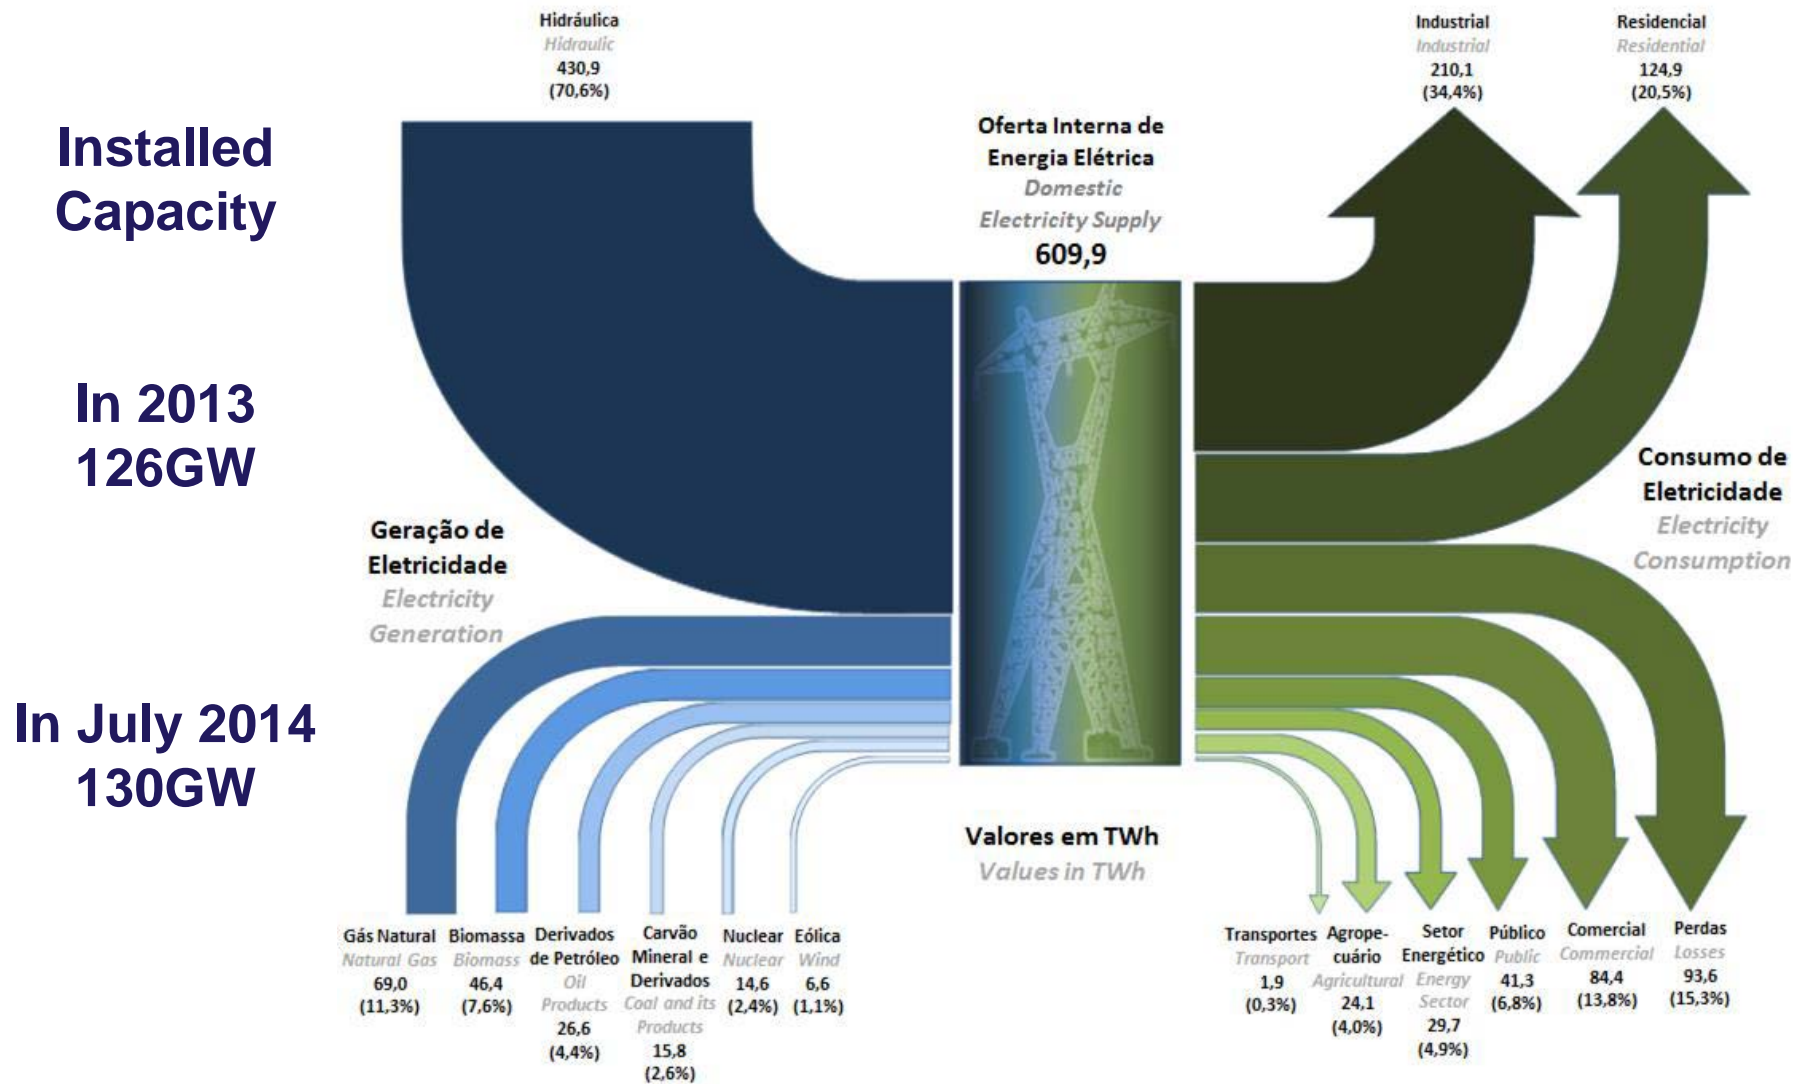 Installed
Capacity
In 2013
126GW
In July 2014
130GW
Hidráulica
Hidraulic
430,9
(70,6%)
Oferta Interna de
Energia Elétrica
Domestic
Electricity Supply
609,9
Industrial
Industrial
210,1
(34,4%)
Residencial
Residential
124,9
(20,5%)
Geração de
Eletricidade
Electricity
Generation
Consumo de
Eletricidade
Electricity
Consumption
Valores em TWh
Values in TWh
Gás Natural
Natural Gas
69,0
(11,3%)
Biomassa
Biomass
46,4
(7,6%)
Derivados
de Petróleo
Oil
Products
26,6
(4,4%)
Carvão
Mineral e
Derivados
Coal and its
Products
15,8
(2,6%)
Nuclear
Nuclear
14,6
(2,4%)
Eólica
Wind
6,6
(1,1%)
Transportes
Transport
1,9
(0,3%)
Agrope-
cuário
Agricultural
24,1
(4,0%)
Setor
Energético
Energy
Sector
29,7
(4,9%)
Público
Public
41,3
(6,8%)
Comercial
Commercial
84,4
(13,8%)
Perdas
Losses
93,6
(15,3%)